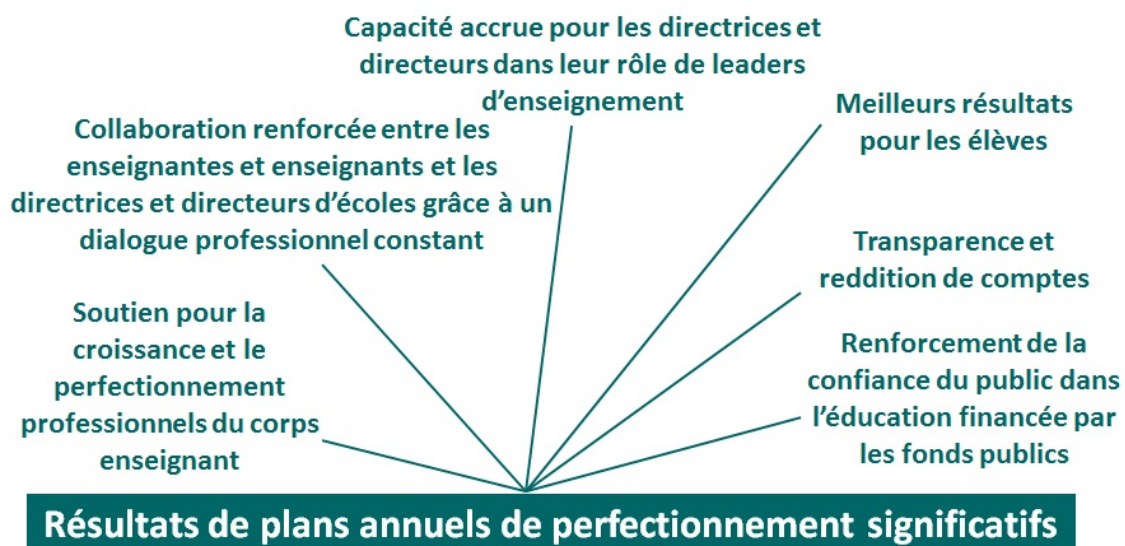 Capacité accrue pour les directrices et
directeurs dans leur rôle de leaders
d'enseignement
Meilleurs résultats
pour les élèves
Collaboration renforcée entre les
enseignantes et enseignants et les
directrices et directeurs d'écoles grâce à un
dialogue professionnel constant
Transparence et
reddition de comptes
Soutien pour la
croissance et le
perfectionnement
professionnels du corps
enseignant
Renforcement de la
confiance du public dans
l'éducation financée par
les fonds publics
Résultats de plans annuels de perfectionnement significatifs